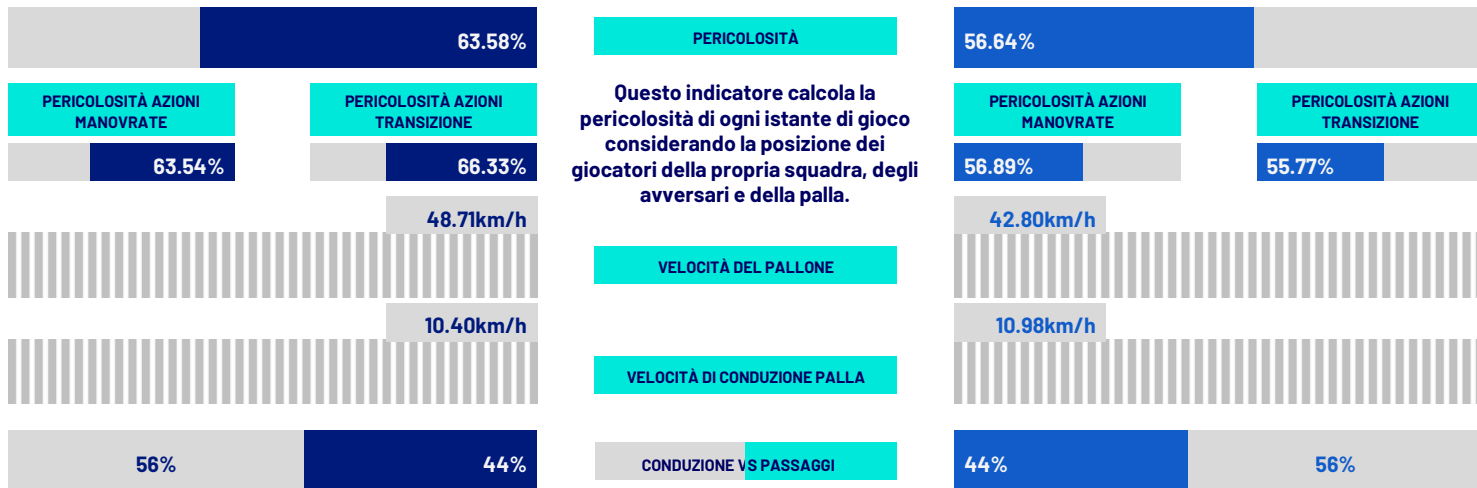 63.58%
PERICOLOSITÀ
56.64%
PERICOLOSITÀ AZIONI
MANOVRATE
PERICOLOSITÀ AZIONI
TRANSIZIONE
63.54%
66.33%
Questo indicatore calcola la
pericolosità di ogni istante di gioco
considerando la posizione dei
giocatori della propria squadra, degli
avversari e della palla.
PERICOLOSITÀ AZIONI
MANOVRATE
PERICOLOSITÀ AZIONI
TRANSIZIONE
56.89%
55.77%
48.71km/h
VELOCITÀ DEL PALLONE
42.80km/h
10.40km/h
VELOCITÀ DI CONDUZIONE PALLA
10.98km/h
56%
44%
CONDUZIONE VS PASSAGGI
44%
56%